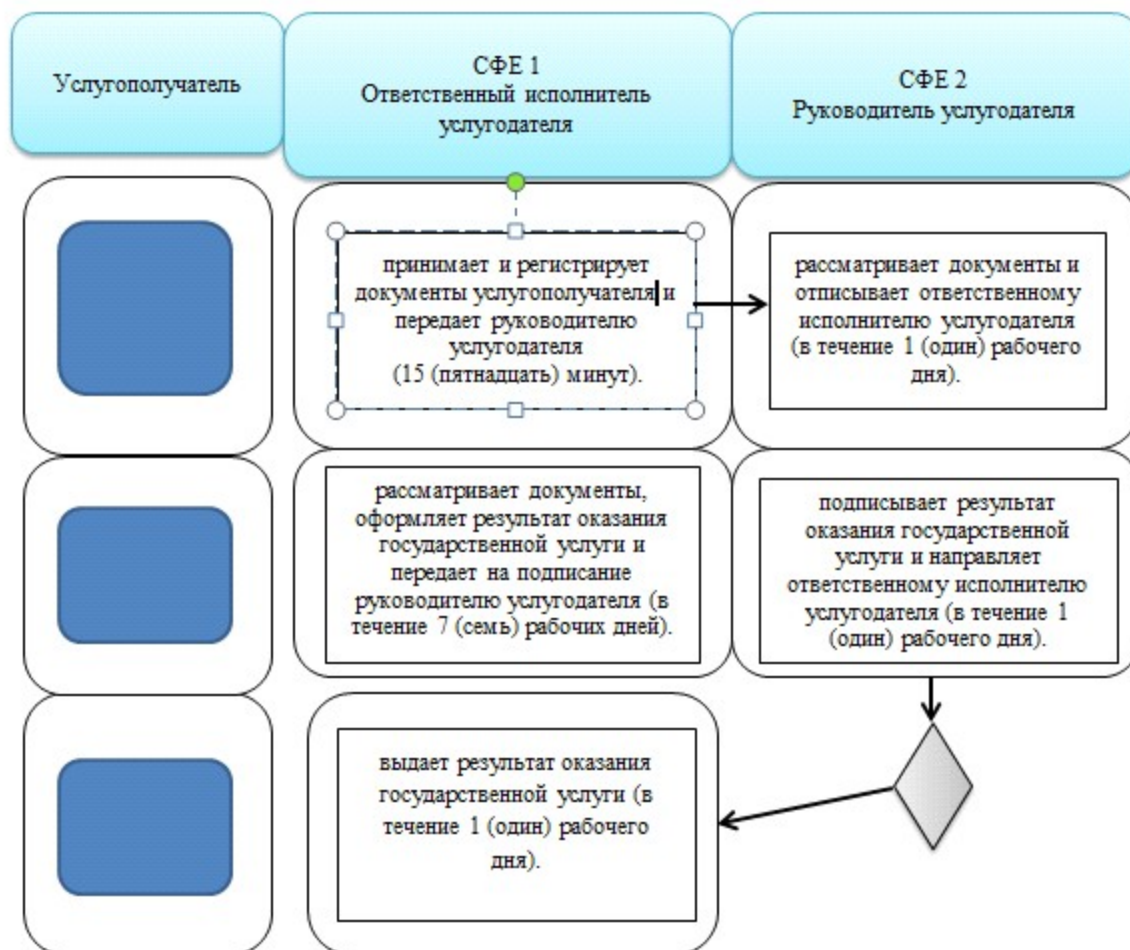 Услугополучатель
СФЕ 1
Ответственный исполнитель
услугодателя
СФЕ 2
Руководитель услугодателя
принимает и регистрирует
документы услугополучателя и
передает руководителю
услугодателя
(15 (пятнадцать) минут).
рассматривает документы и
отписывает ответственному
исполнителю услугодателя
(в течение 1 (один) рабочего
дня).
рассматривает документы,
оформляет результат оказания
государственной услуги и
передает на подписание
руководителю услугодателя (в
течение 7 (семь) рабочих дней).
подписывает результат
оказания государственной
услуги и направляет
ответственному исполнителю
услугодателя (в течение 1
(один) рабочего дня).
выдает результат оказания
государственной услуги (в
течение 1 (один) рабочего
дня).